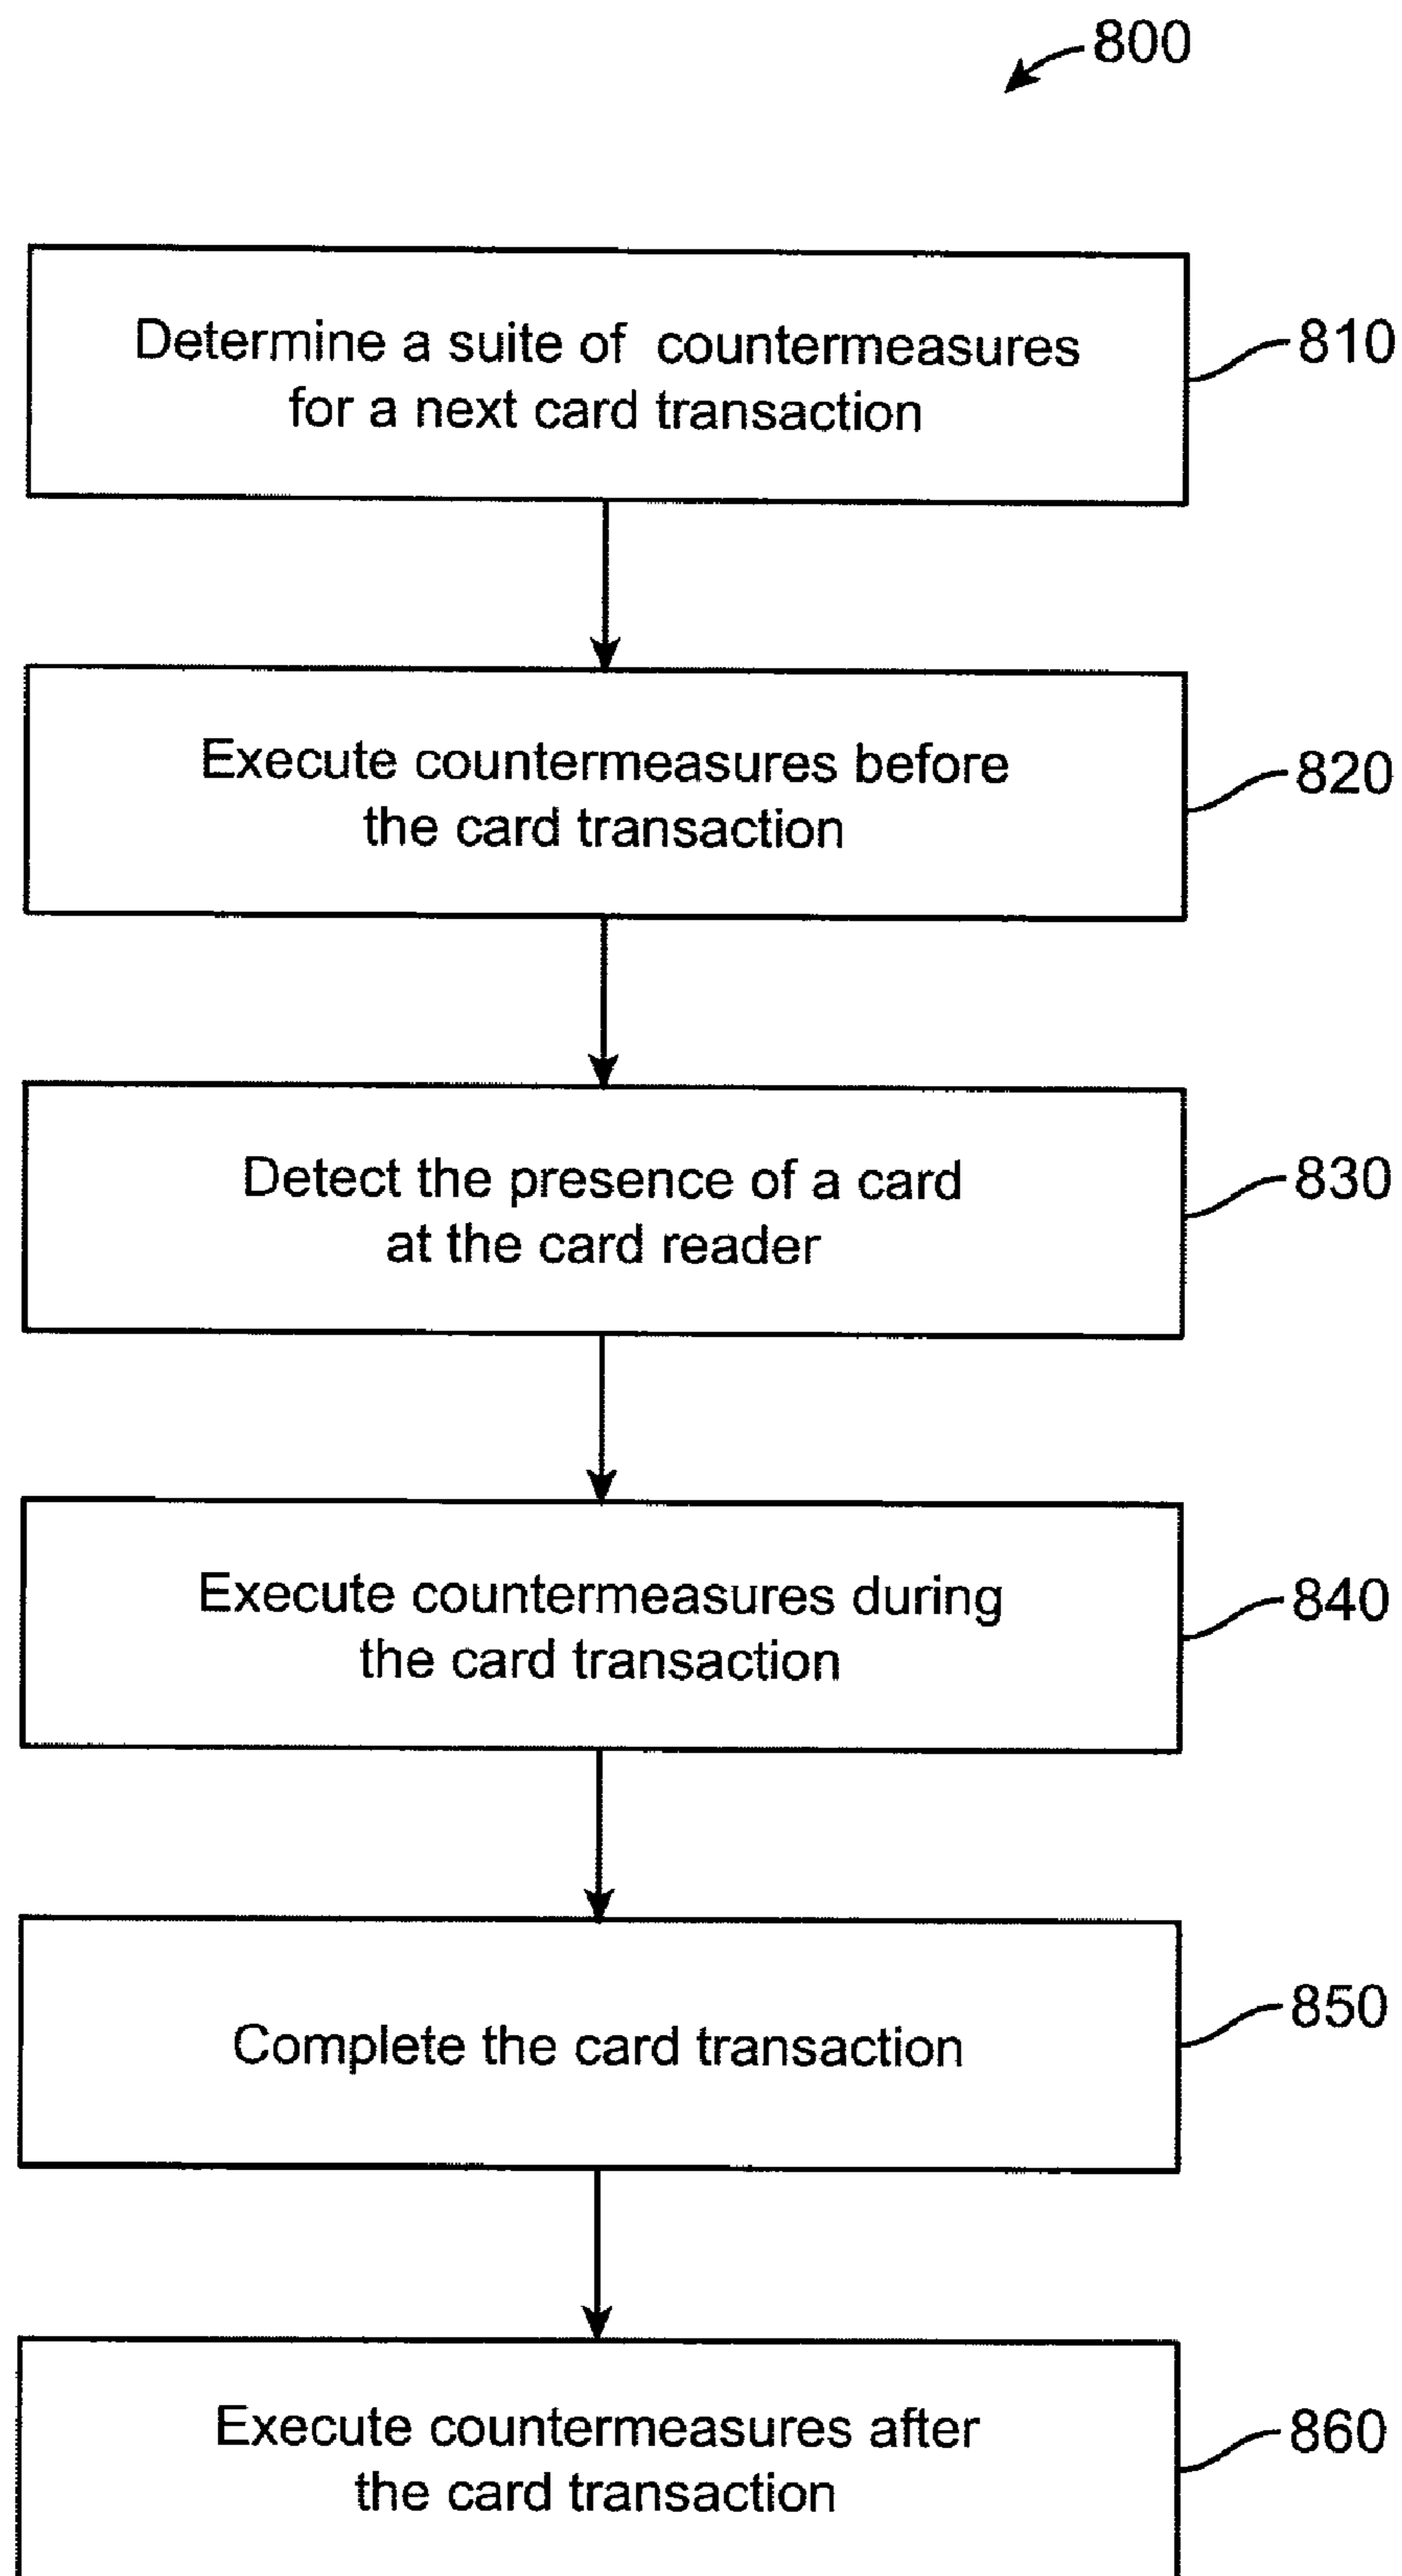 800
Determine a suite of countermeasures
for a next card transaction
810
Execute countermeasures before
the card transaction
820
Detect the presence of a card
at the card reader
830
Execute countermeasures during
the card transaction
840
Complete the card transaction
850
Execute countermeasures after
the card transaction
860